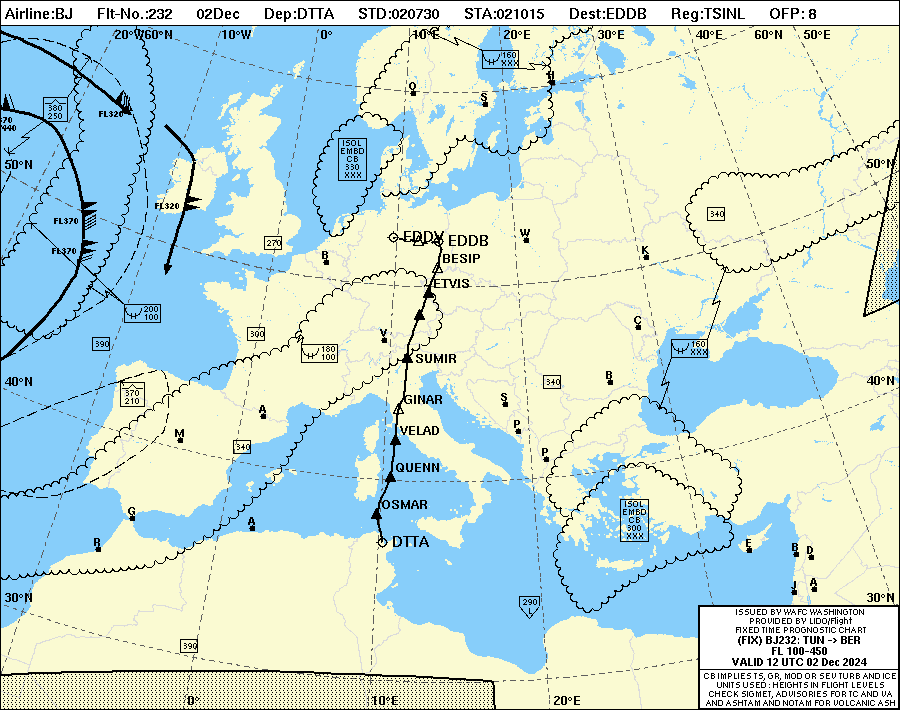 Airline:BJ Flt-No.:232 02Dec Dep:DTTA STD:020730 STA:021015 Dest:EDDB Reg:TSINL OFP: 8
20°W60°N 10°W 0° 10°E 20°E 30°E 40°E 60°N 50°E
160
XXX
H
O
S
380
250
FL320
370
/440
ISOL
EMBD
CB
330
XXX
50°N
50°N
FL320
340
FL370
FL370
270
B
EDDV
EDDB
W
K
BESIP
ETVIS
200
100
390
300
180
100
V
C
160
XXX
SUMIR
40°N
370
210
340
B
40°N
GINAR
A
S
M
340
VELAD
P
P
QUENN
G
A
OSMAR
ISOL
EMBD
CB
300
XXX
R
DTTA
E
B
D
J
A
30°N
290
30°N
390
ISSUED BY WAFC WASHINGTON
PROVIDED BY LIDO/Flight
FIXED TIME PROGNOSTIC CHART
(FIX) BJ232: TUN -> BER
FL 100-450
VALID 12 UTC 02 Dec 2024
CB IMPLIES TS, GR, MOD OR SEV TURB AND ICE
UNITS USED : HEIGHTS IN FLIGHT LEVELS
CHECK SIGMET, ADVISORIES FOR TC AND VA
AND ASHTAM AND NOTAM FOR VOLCANIC ASH
0° 10°E 20°E